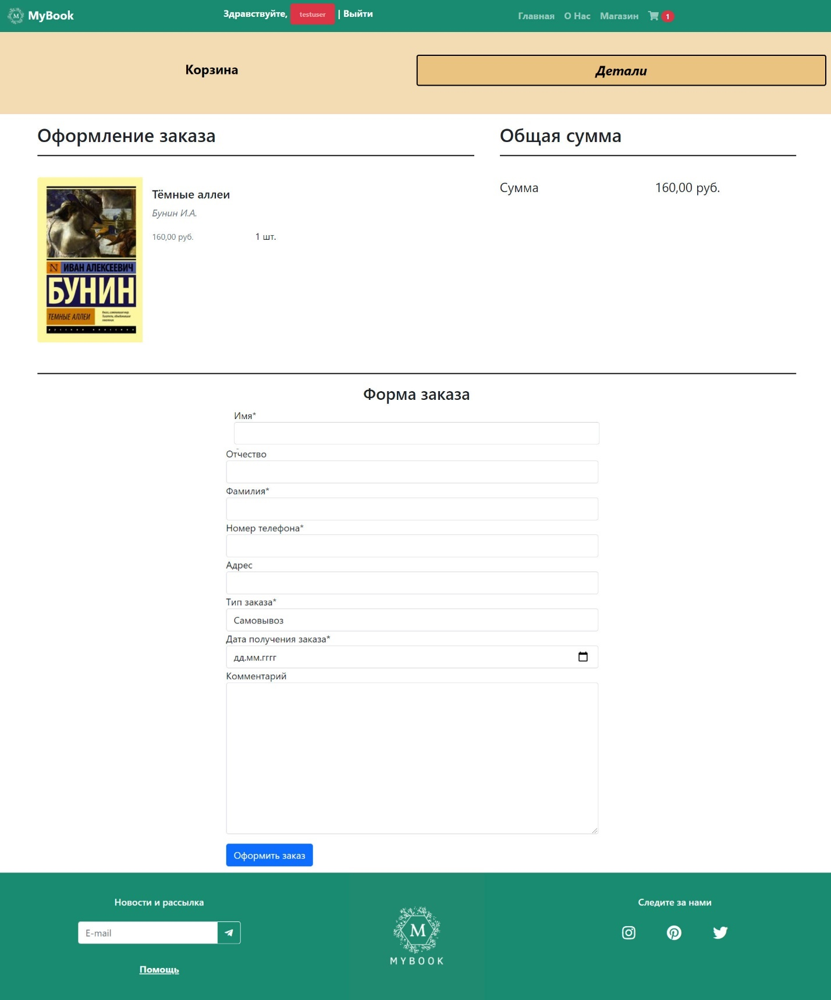 MyBook
Здравствуйте, testuser | Выйти
Главная О Нас Магазин 1
Корзина
Детали
Оформление заказа
Общая сумма
Тёмные аллеи
Бунин И.А.
160,00 руб. 1 шт.
Сумма 160,00 руб.
N ИВАН АЛЕКСЕЕВИЧ
БУНИН
ТЕМНЫЕ АЛЛЕИ
Форма заказа
Имя*
Отчество
Фамилия*
Номер телефона*
Адрес
Тип заказа*
Самовывоз
Дата получения заказа*
дд.мм.гггг
Комментарий
Оформить заказ
Новости и рассылка
E-mail
Помощь
M
MYBOOK
Следите за нами